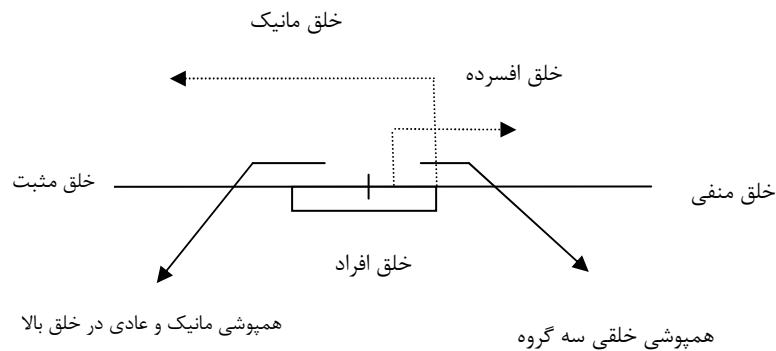 خلق مانیک
خلق افسرده
خلق مثبت
خلق منفی
خلق افراد
همپوشی مانیک و عادی در خلق بالا
همپوشی خلقی سه گروه